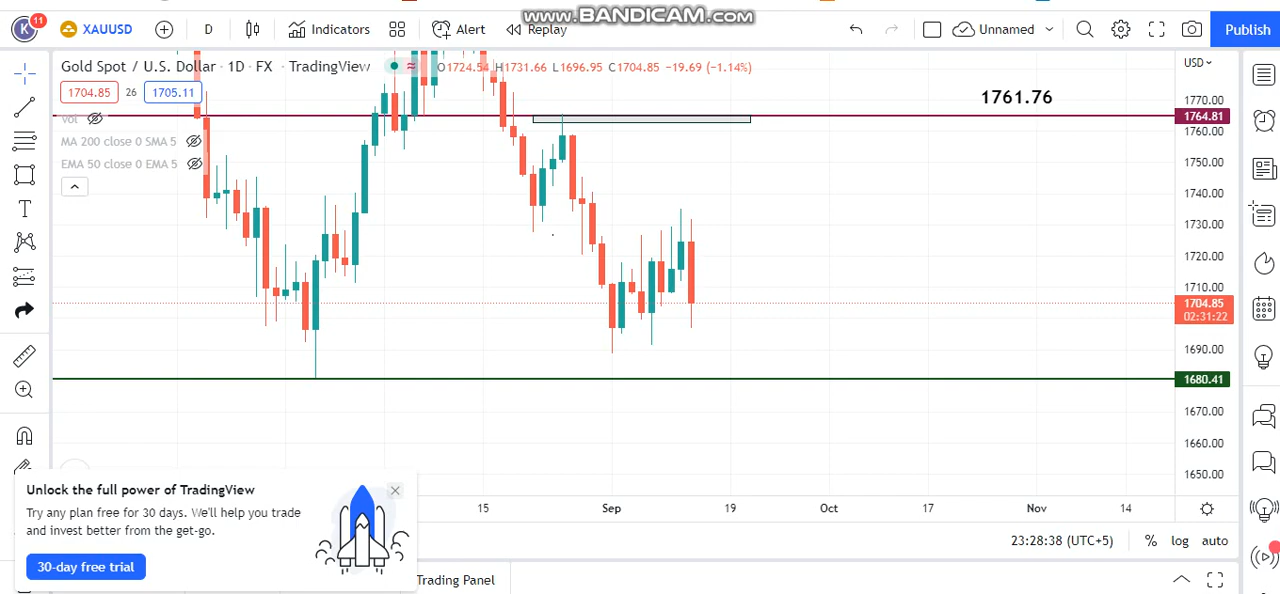 www.BANDICAM.com
K
11
XAUUSD
D
Indicators
Alert
Replay
Unnamed
Publish
Gold Spot / U.S. Dollar · 1D · FX · TradingView
O1724.54 H1731.66 L1696.95 C1704.85 -19.69 (-1.14%)
USD
1704.85
26
1705.11
Vol
MA 200 close 0 SMA 5
EMA 50 close 0 EMA 5
1761.76
1770.00
1764.81
1760.00
1750.00
1740.00
1730.00
1720.00
1710.00
1704.85
02:31:22
1690.00
1680.41
1670.00
1660.00
1650.00
15
Sep
19
Oct
17
Nov
14
Unlock the full power of TradingView
Try any plan free for 30 days. We'll help you trade
and invest better from the get-go.
30-day free trial
23:28:38 (UTC+5)
%
log
auto
Trading Panel